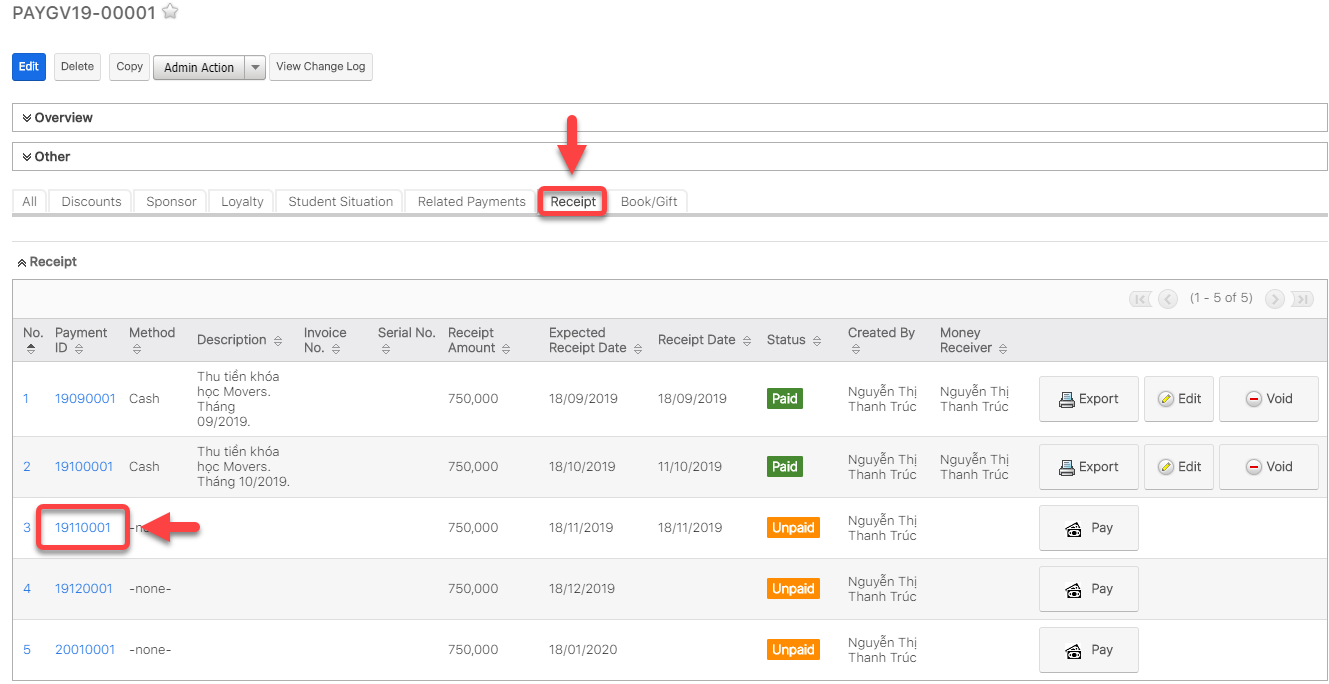 PAYGV19-00001
Edit Delete Copy Admin Action View Change Log
Overview
Other
All Discounts Sponsor Loyalty Student Situation Related Payments Receipt Book/Gift
Receipt
(1 - 5 of 5)
No. Payment ID Method Description Invoice No. Serial No. Receipt Amount Expected Receipt Date Receipt Date Status Created By Money Receiver
1 19090001 Cash Thu tiền khóa học Movers. Tháng 09/2019. 750,000 18/09/2019 18/09/2019 Paid Nguyễn Thị Thanh Trúc Nguyễn Thị Thanh Trúc Export Edit Void
2 19100001 Cash Thu tiền khóa học Movers. Tháng 10/2019. 750,000 18/10/2019 11/10/2019 Paid Nguyễn Thị Thanh Trúc Nguyễn Thị Thanh Trúc Export Edit Void
3 19110001 750,000 18/11/2019 18/11/2019 Unpaid Nguyễn Thị Thanh Trúc Pay
4 19120001 -none- 750,000 18/12/2019 Unpaid Nguyễn Thị Thanh Trúc Pay
5 20010001 -none- 750,000 18/01/2020 Unpaid Nguyễn Thị Thanh Trúc Pay